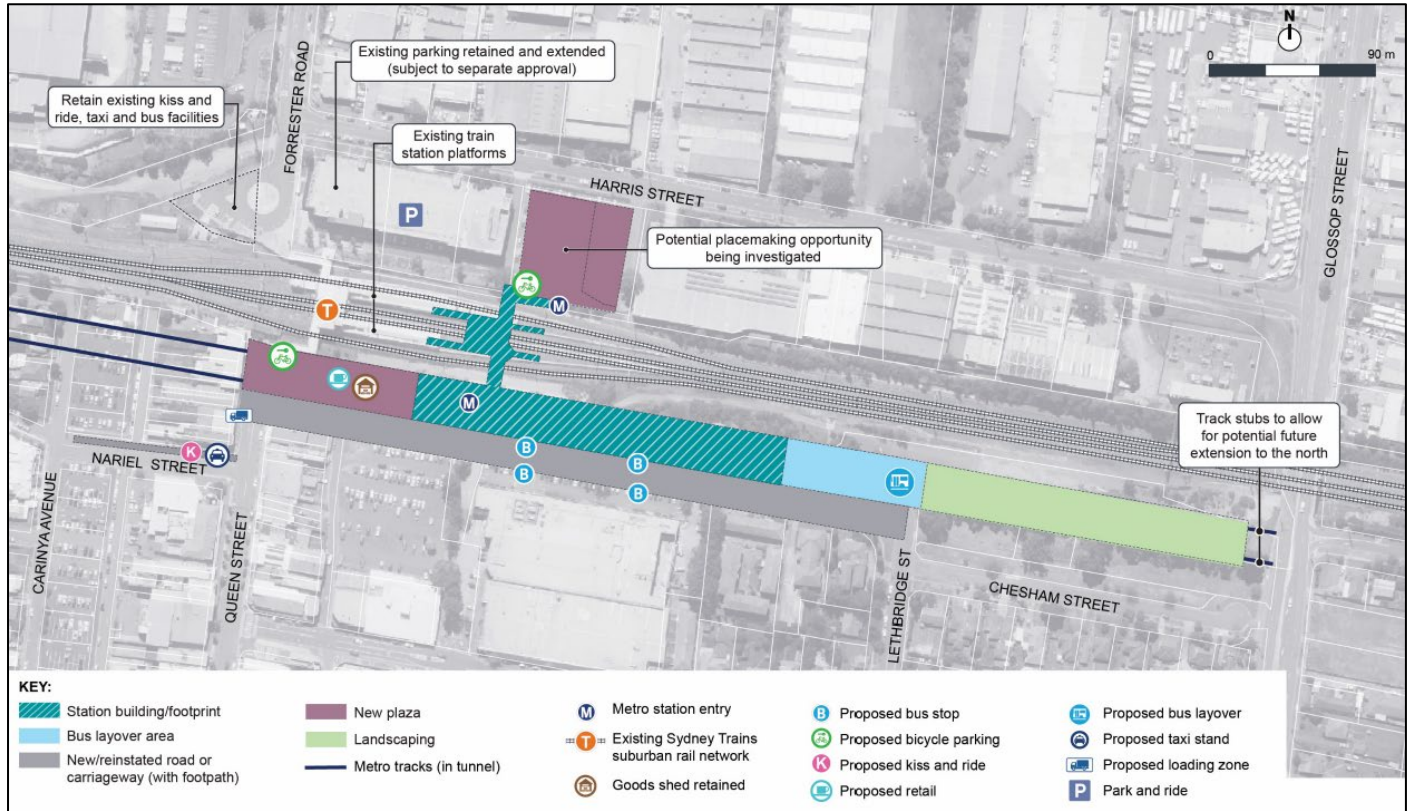 N
0
90 m
Existing parking retained and extended
(subject to separate approval)
Retain existing kiss and
ride, taxi and bus facilities
FORRESTER ROAD
Existing train
station platforms
HARRIS STREET
GLOSSOP STREET
P
Potential placemaking opportunity
being investigated
M
T
M
Track stubs to allow
for potential future
extension to the north
K
NARIEL STREET
B
B
B
B
CARINYA AVENUE
QUEEN STREET
LETHBRIDGE ST
CHESHAM STREET
KEY:
Station building/footprint
Bus layover area
New/reinstated road or
carriageway (with footpath)
New plaza
Landscaping
Metro tracks (in tunnel)
M Metro station entry
T Existing Sydney Trains
suburban rail network
Goods shed retained
B Proposed bus stop
Proposed bicycle parking
K Proposed kiss and ride
Proposed retail
Proposed bus layover
Proposed taxi stand
Proposed loading zone
P Park and ride